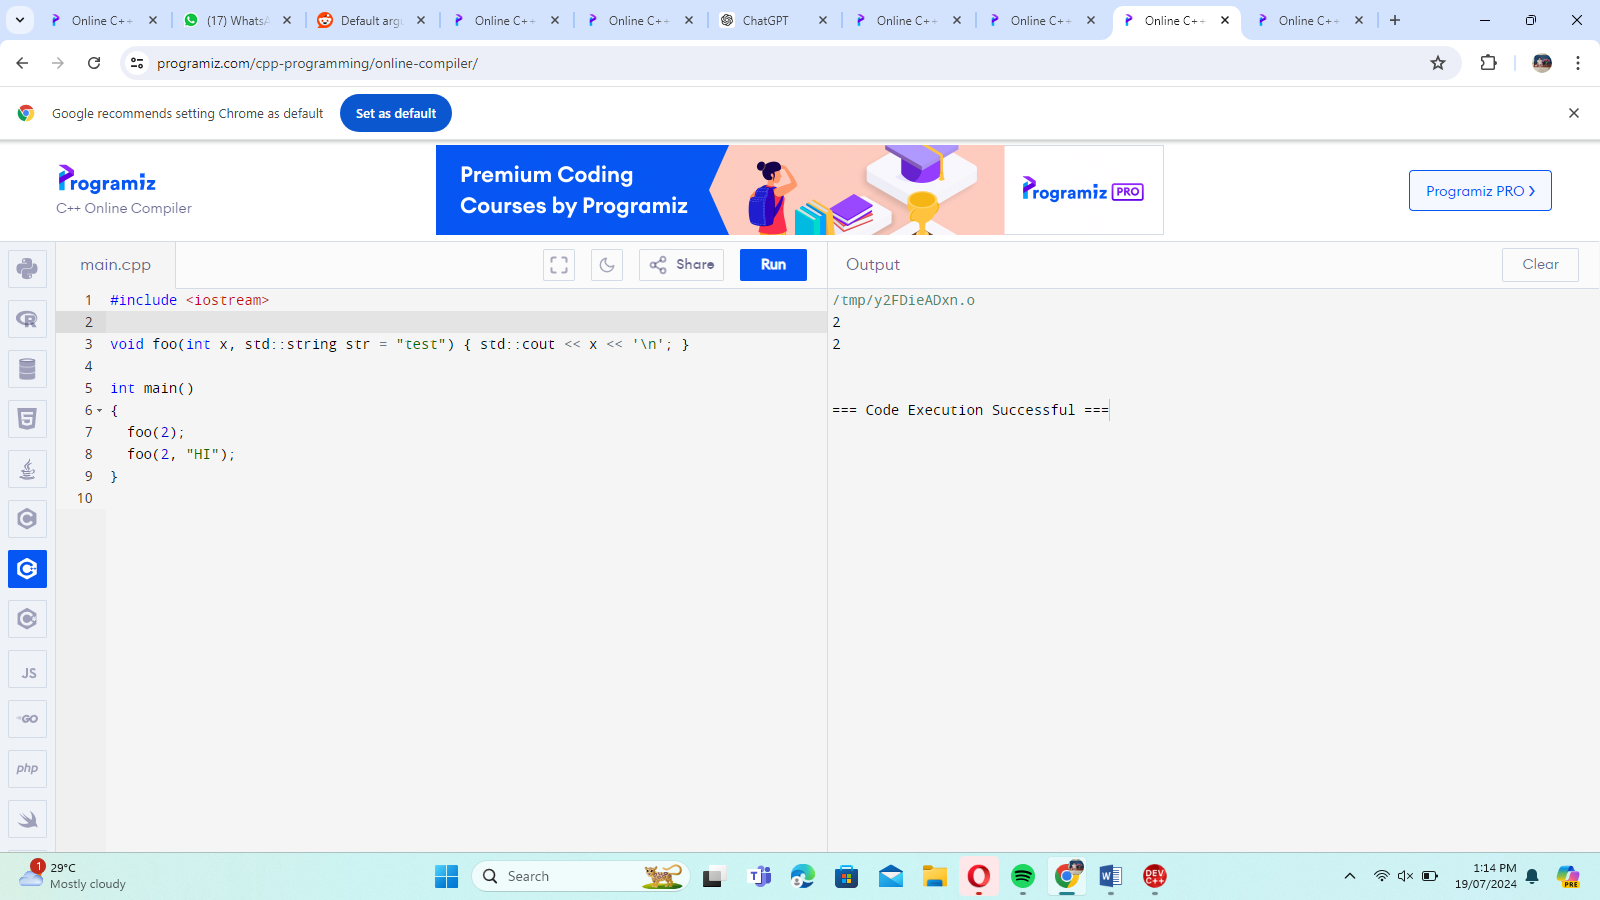 Online C++
(17) WhatsA
Default argu
Online C++
Online C++
ChatGPT
Online C++
Online C++
Online C++
Online C++
programiz.com/cpp-programming/online-compiler/
Google recommends setting Chrome as default
Set as default
Programiz
C++ Online Compiler
Premium Coding
Courses by Programiz
Programiz PRO
Programiz PRO ›
main.cpp
Share
Run
Output
Clear
1 #include <iostream>
2
3 void foo(int x, std::string str = "test") { std::cout << x << '\n'; }
4
5 int main()
6 {
7 foo(2);
8 foo(2, "HI");
9 }
10
/tmp/y2FDieADxn.o
2
2
=== Code Execution Successful ===
JS
GO
php
1
29°C
Mostly cloudy
Search
DEV
C++
1:14 PM
19/07/2024
PRE